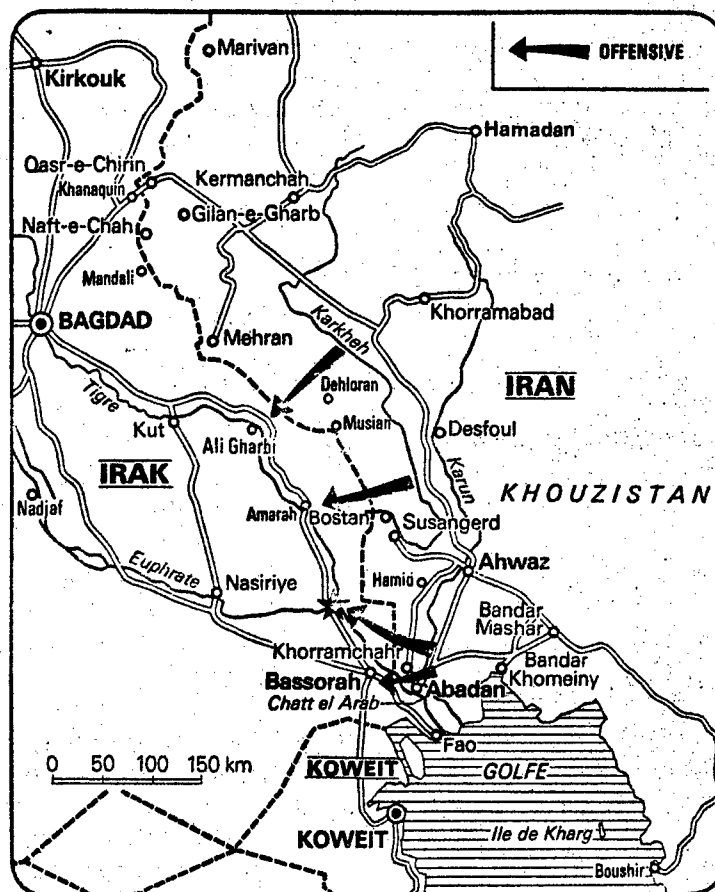 Marivan
OFFENSIVE
Kirkouk
Hamadan
Qasr-e-Chirin
Kermanchah
Khanaquin
Gilan-e-Gharb
Naft-e-Chah
Mandali
Khorramabad
BAGDAD
Karkheh
Mehran
IRAN
Dehloran
Tigre
Musian
Desfoul
Kut
Ali Gharbi
IRAK
Karun
KHOUZISTAN
Nadjaf
Amarah
Bostan
Susangerd
Euphrate
Ahwaz
Nasiriye
Hamid
Bandar
Mashar
Khorramchahr
Bandar
Khomeiny
Bassorah
Abadan
Chatt el Arab
Fao
0 50 100 150 km
KOWEIT
GOLFE
KOWEIT
Ile de Kharg
Boushir